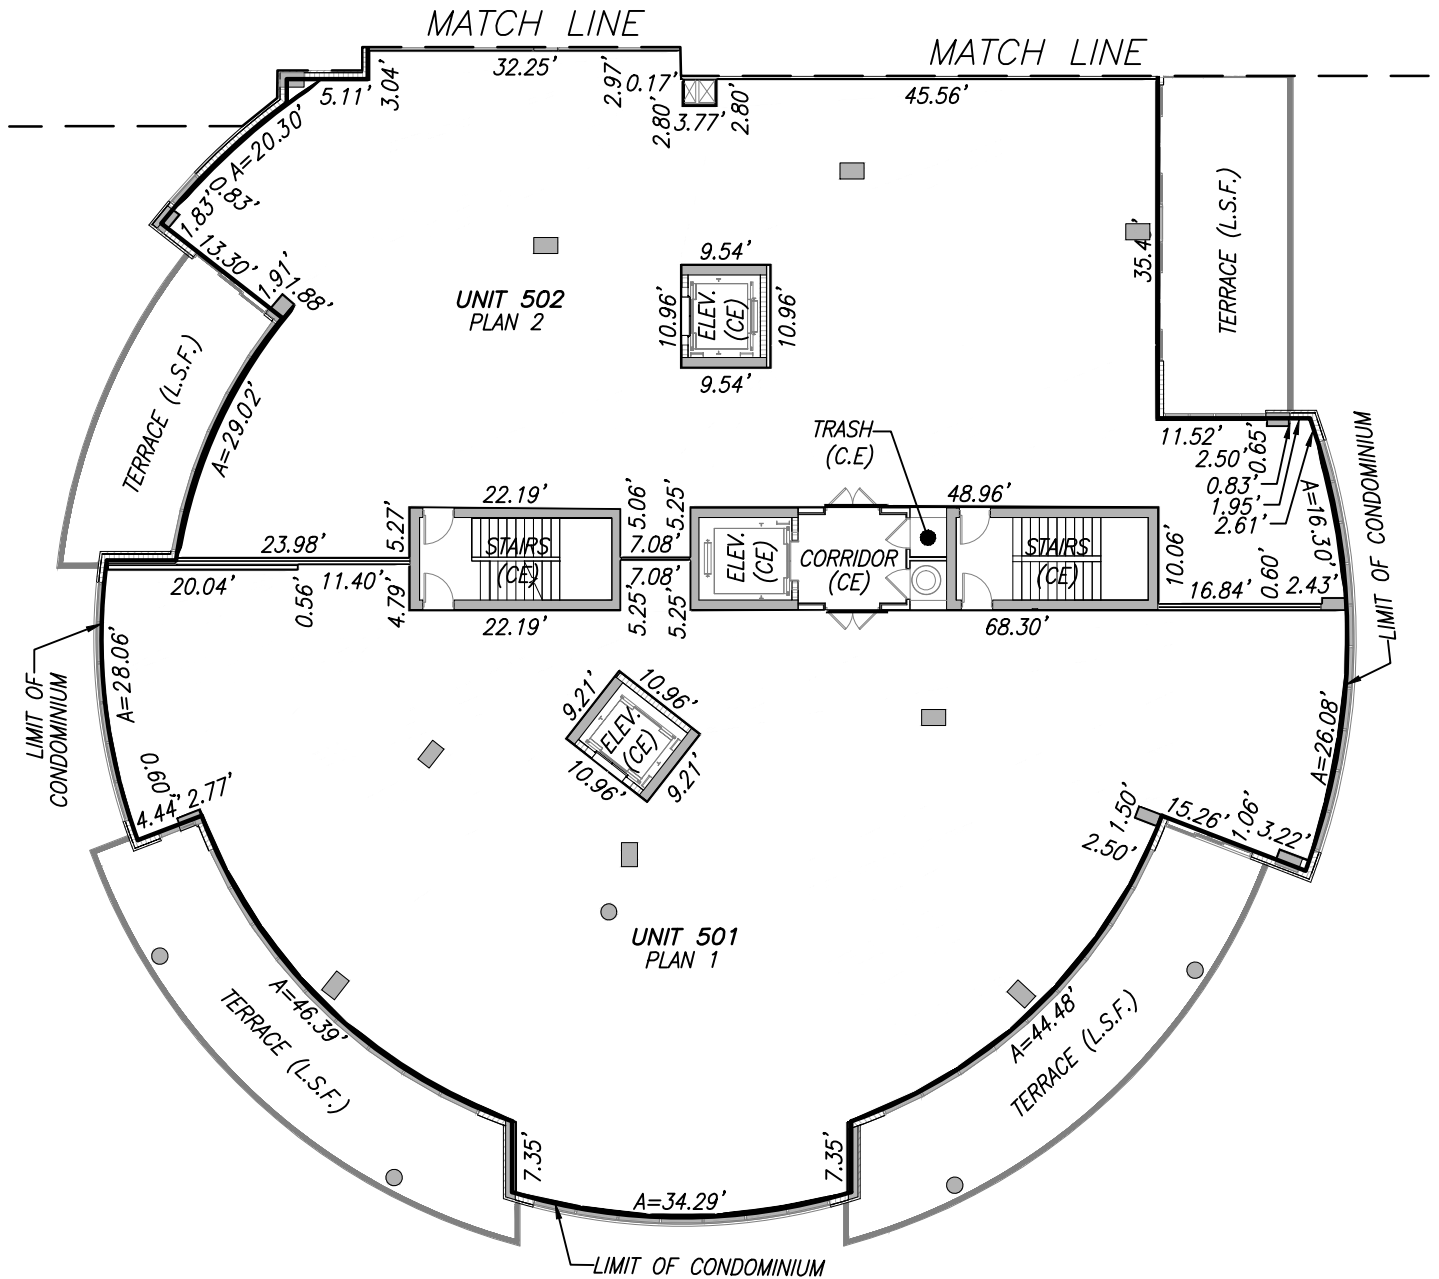 MATCH LINE
MATCH LINE
32.25'
5.11'
3.04'
2.97'
0.17'
2.80'
3.77'
2.80'
45.56'
A=20.30'
0.83'
1.83'
13.30'
1.91'
1.88'
TERRACE (L.S.F.)
A=29.02'
UNIT 502
PLAN 2
9.54'
10.96'
ELEV.
(CE)
10.96'
9.54'
TERRACE (L.S.F.)
TRASH
(C.E)
11.52'
0.65'
2.50'
0.83'
1.95'
2.61'
A=16.30'
LIMIT OF CONDOMINIUM
23.98'
5.27'
22.19'
5.06'
5.25'
7.08'
48.96'
10.06'
16.84'
0.60'
2.43'
STAIRS
(CE)
ELEV.
(CE)
CORRIDOR
(CE)
STAIRS
(CE)
20.04'
0.56'
11.40'
4.79'
22.19'
7.08'
5.25'
5.25'
68.30'
LIMIT OF
CONDOMINIUM
A=28.06'
0.60'
4.44'
2.77'
9.21'
10.96'
ELEV.
(CE)
10.96'
9.21'
A=26.08'
1.50'
2.50'
15.26'
1.06'
3.22'
UNIT 501
PLAN 1
A=46.39'
TERRACE (L.S.F.)
A=44.48'
TERRACE (L.S.F.)
7.35'
7.35'
A=34.29'
LIMIT OF CONDOMINIUM